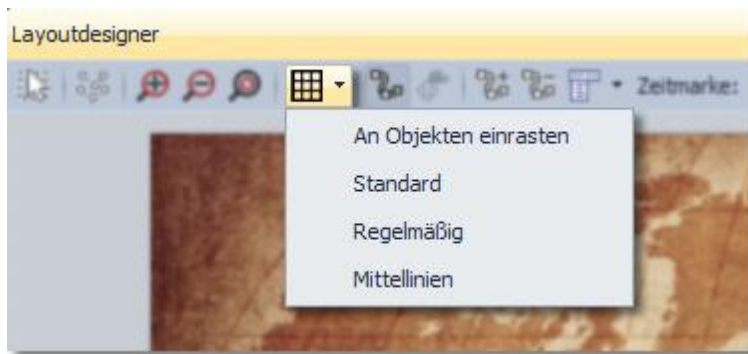 Layoutdesigner
Zeitmarke:
An Objekten einrasten
Standard
Regelmäßig
Mittellinien